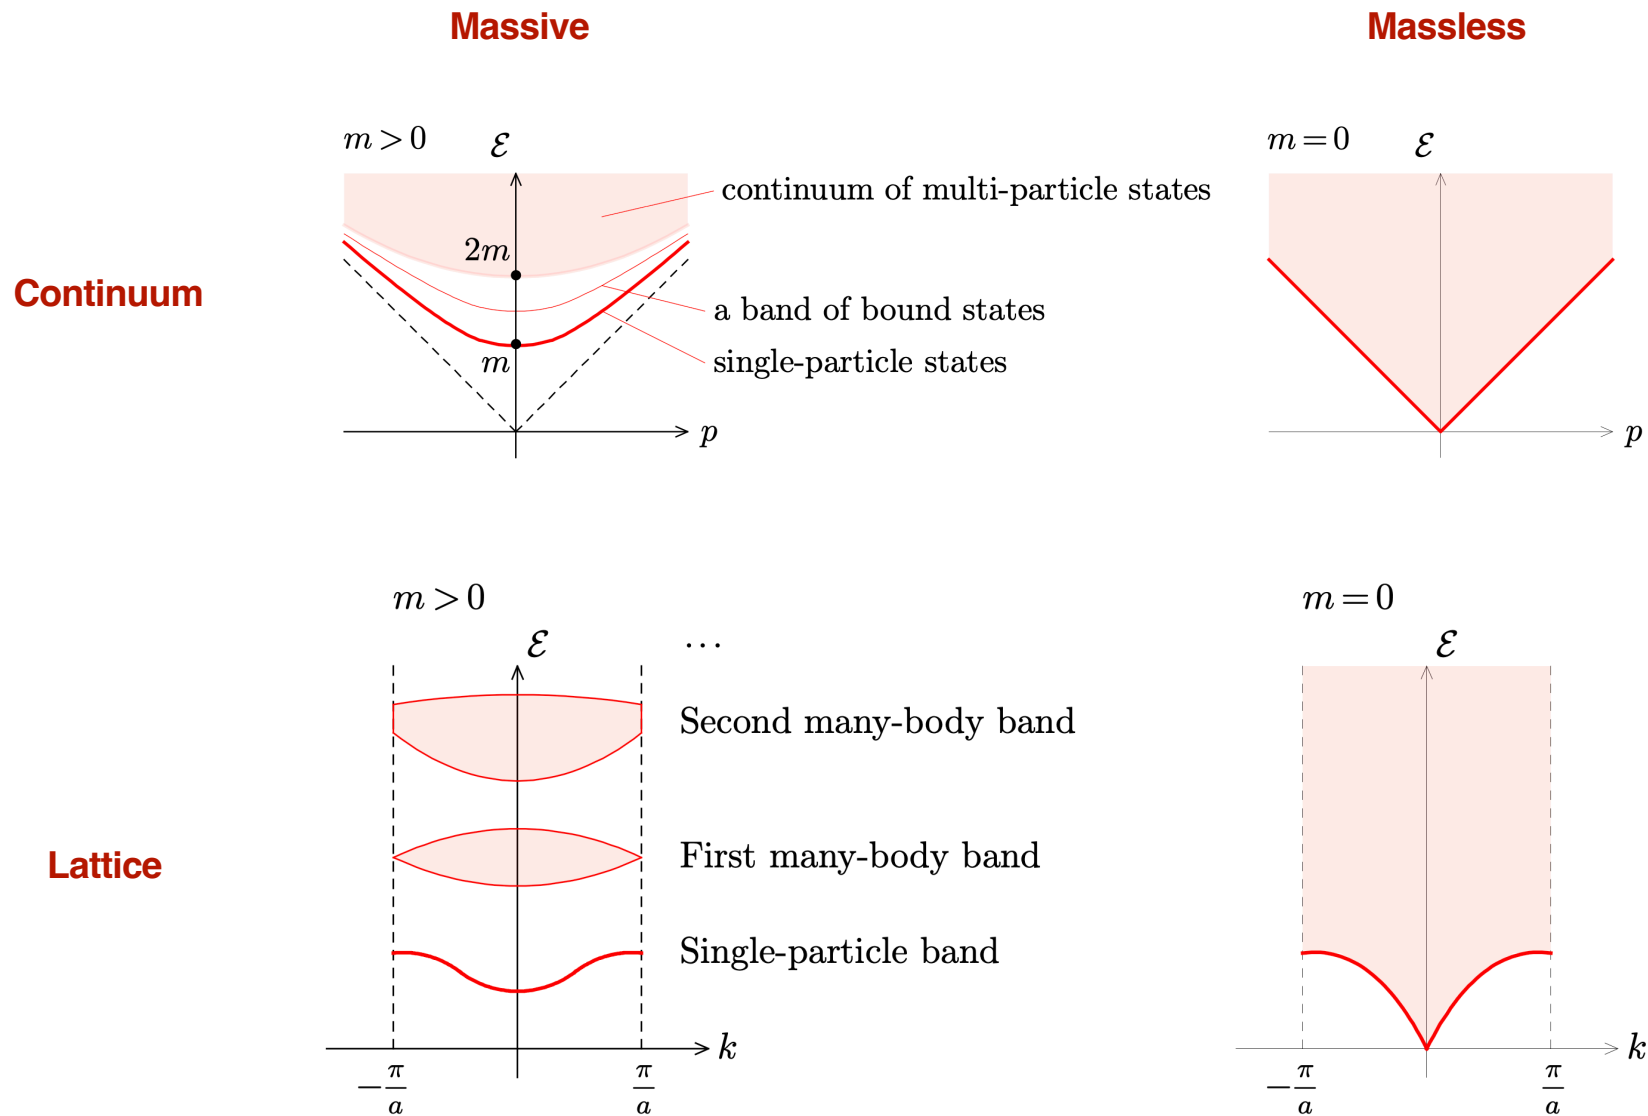 Massive
Massless
m > 0
ℰ
continuum of multi-particle states
2m
a band of bound states
m
single-particle states
p
m = 0
ℰ
p
Continuum
m > 0
ℰ
...
Second many-body band
First many-body band
Single-particle band
k
−π/a
π/a
m = 0
ℰ
k
−π/a
π/a
Lattice